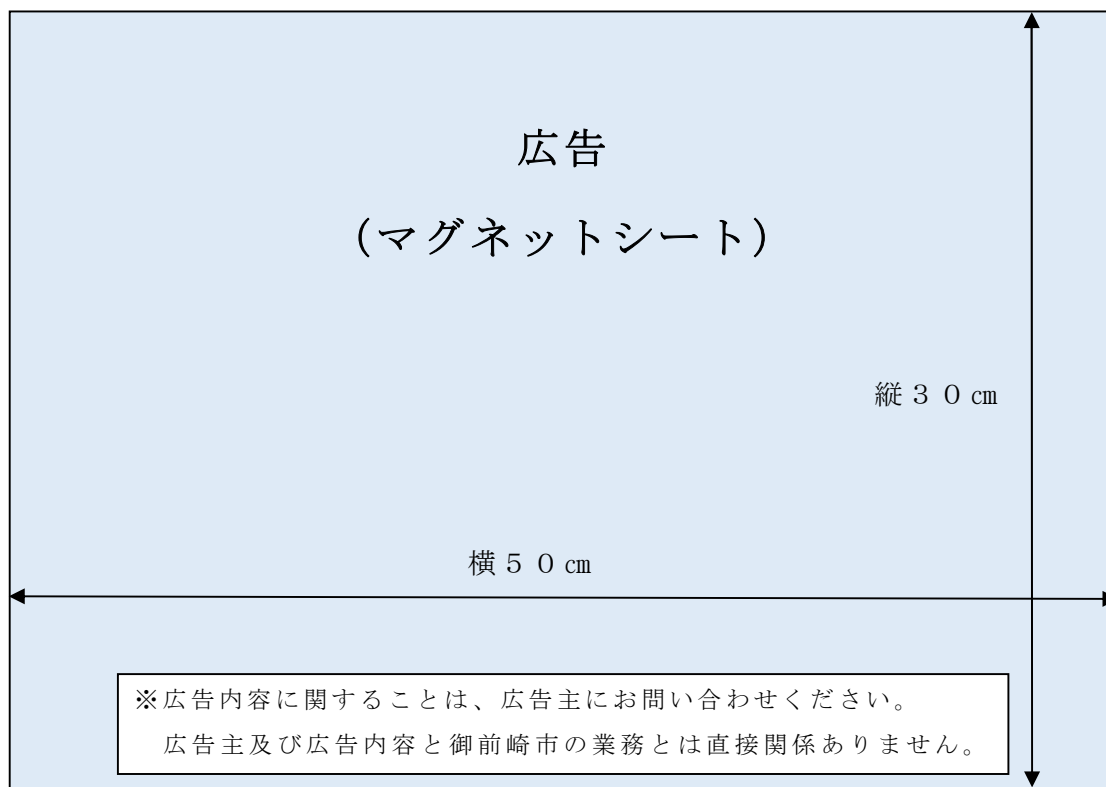 広告
(マグネットシート)
縦３０㎝
横５０㎝
※広告内容に関することは、広告主にお問い合わせください。
広告主及び広告内容と御前崎市の業務とは直接関係ありません。